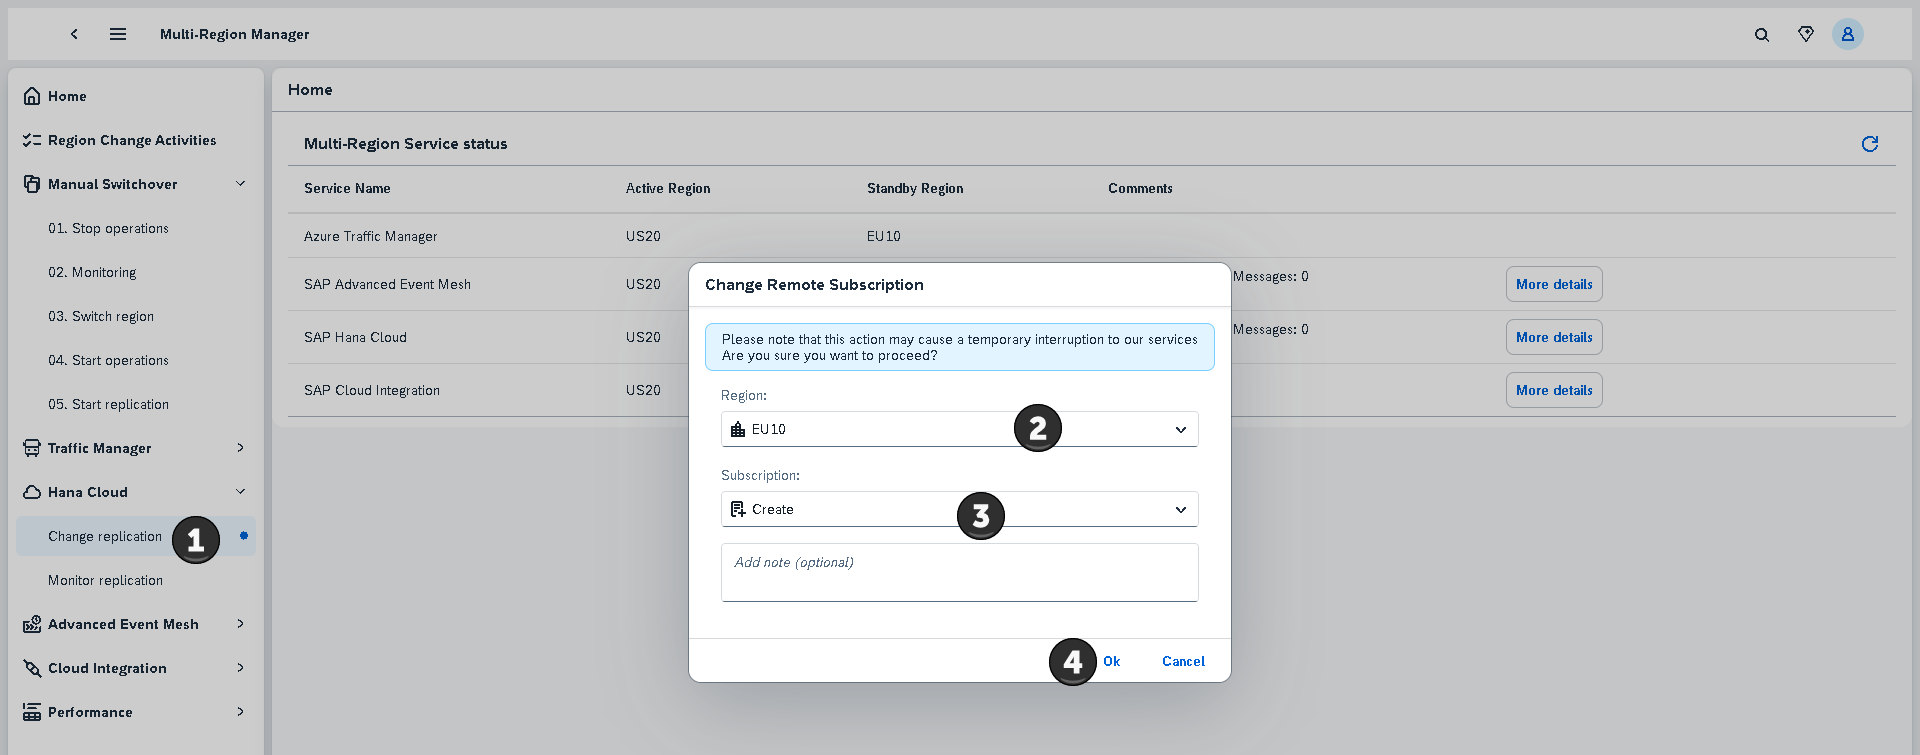 Multi-Region Manager
Home
Region Change Activities
Manual Switchover
01. Stop operations
02. Monitoring
03. Switch region
04. Start operations
05. Start replication
Traffic Manager
Hana Cloud
Change replication
1
Monitor replication
Advanced Event Mesh
Cloud Integration
Performance
Home
Multi-Region Service status
Service Name Active Region Standby Region Comments
Azure Traffic Manager US20 EU10
SAP Advanced Event Mesh US20 Messages: 0 More details
SAP Hana Cloud US20 Messages: 0 More details
SAP Cloud Integration US20 More details
Change Remote Subscription
Please note that this action may cause a temporary interruption to our services
Are you sure you want to proceed?
Region:
EU10 2
Subscription:
Create 3
Add note (optional)
4 Ok Cancel